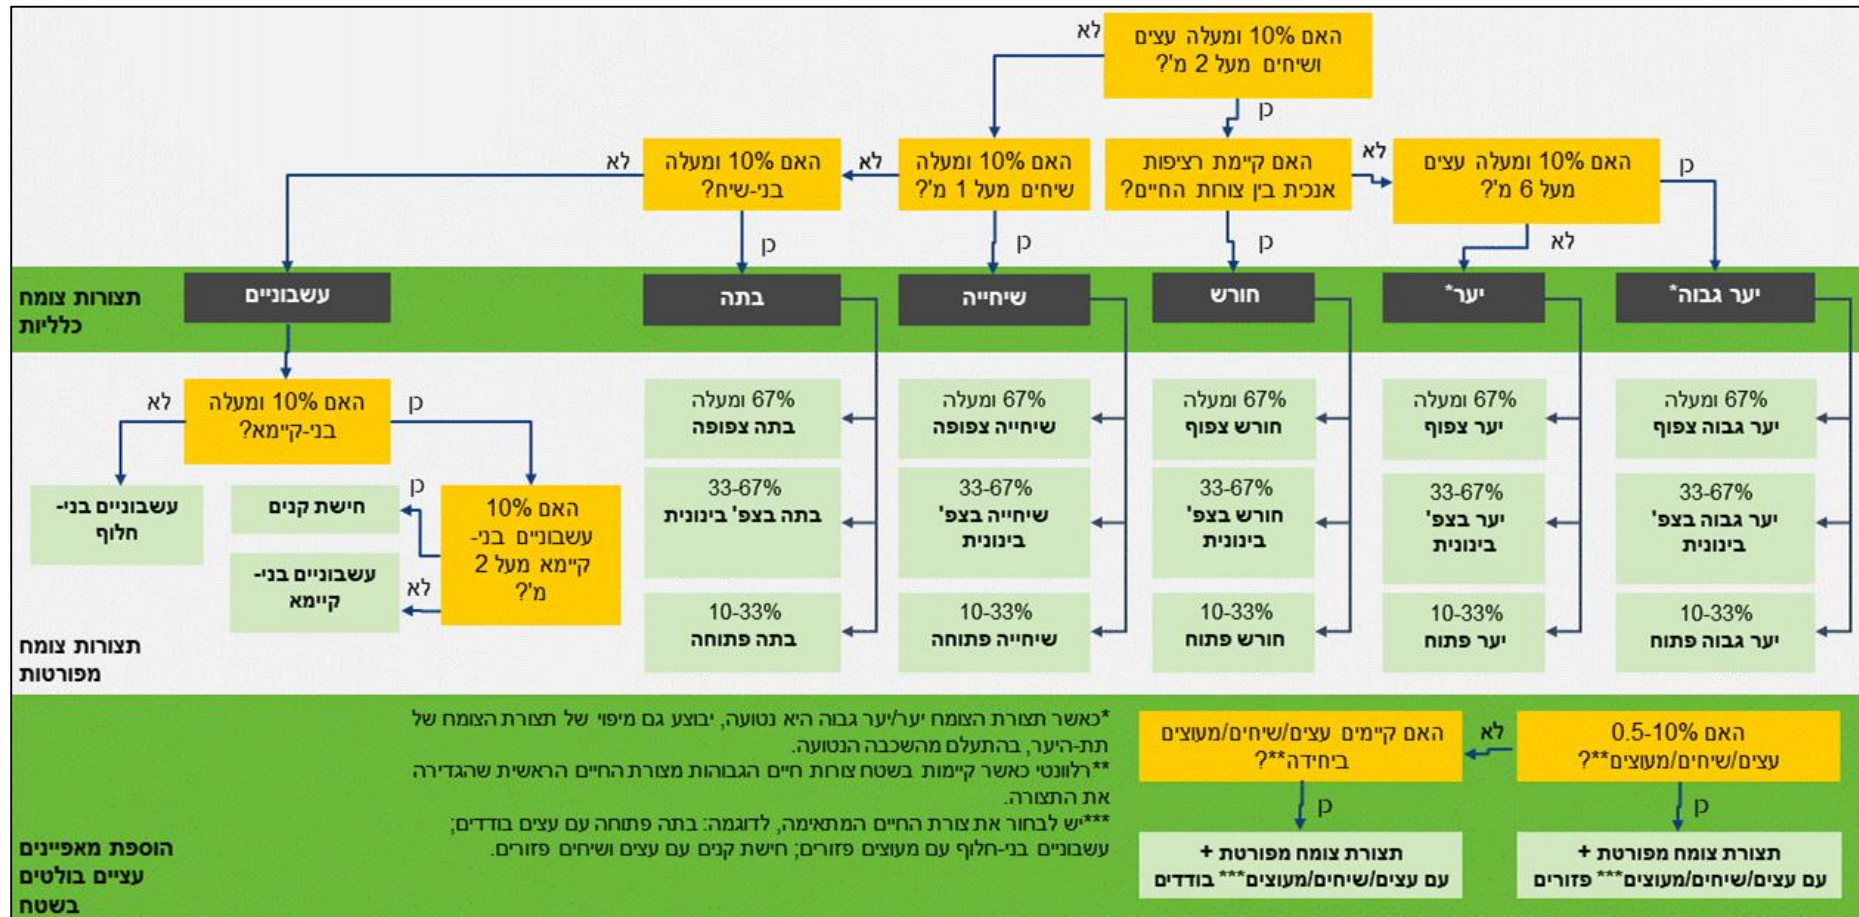 האם 10% ומעלה עצים
ושיחים מעל 2 מ'?
לא
כן
האם 10% ומעלה עצים
מעל 6 מ'?
כן
לא
לא
האם קיימת רציפות
אנכית בין צורות החיים?
כן
האם 10% ומעלה
שיחים מעל 1 מ'?
לא
כן
האם 10% ומעלה
בני-שיח?
לא
כן
תצורות צומח
כלליות
יער גבוה*
יער*
חורש
שיחייה
בתה
עשבוניים
67% ומעלה
יער גבוה צפוף
33-67%
יער גבוה בצפ'
בינונית
10-33%
יער גבוה פתוח
67% ומעלה
יער צפוף
33-67%
יער בצפ'
בינונית
10-33%
יער פתוח
67% ומעלה
חורש צפוף
33-67%
חורש בצפ'
בינונית
10-33%
חורש פתוח
67% ומעלה
שיחייה צפופה
33-67%
שיחייה בצפ'
בינונית
10-33%
שיחייה פתוחה
67% ומעלה
בתה צפופה
33-67%
בתה בצפ' בינונית
10-33%
בתה פתוחה
האם 10% ומעלה
בני-קיימא?
כן
לא
האם 10%
עשבוניים בני-
קיימא מעל 2
מ'?
כן
לא
חישת קנים
עשבוניים בני-
קיימא
עשבוניים בני-
חלוף
תצורות צומח
מפורטות
האם 0.5-10%
עצים/שיחים/מעוצים**?
לא
כן
האם קיימים עצים/שיחים/מעוצים
ביחידה**?
כן
תצורת צומח מפורטת +
עם עצים/שיחים/מעוצים*** פזורים
תצורת צומח מפורטת +
עם עצים/שיחים/מעוצים*** בודדים
*כאשר תצורת הצומח יער/יער גבוה היא נטועה, יבוצע גם מיפוי של תצורת הצומח של
תת-היער, בהתעלם מהשכבה הנטועה.
**רלוונטי כאשר קיימות בשטח צורות חיים הגבוהות מצורת החיים הראשית שהגדירה
את התצורה.
***יש לבחור את צורת החיים המתאימה, לדוגמה: בתה פתוחה עם עצים בודדים;
עשבוניים בני-חלוף עם מעוצים פזורים; חישת קנים עם עצים ושיחים פזורים.
הוספת מאפיינים
עציים בולטים
בשטח